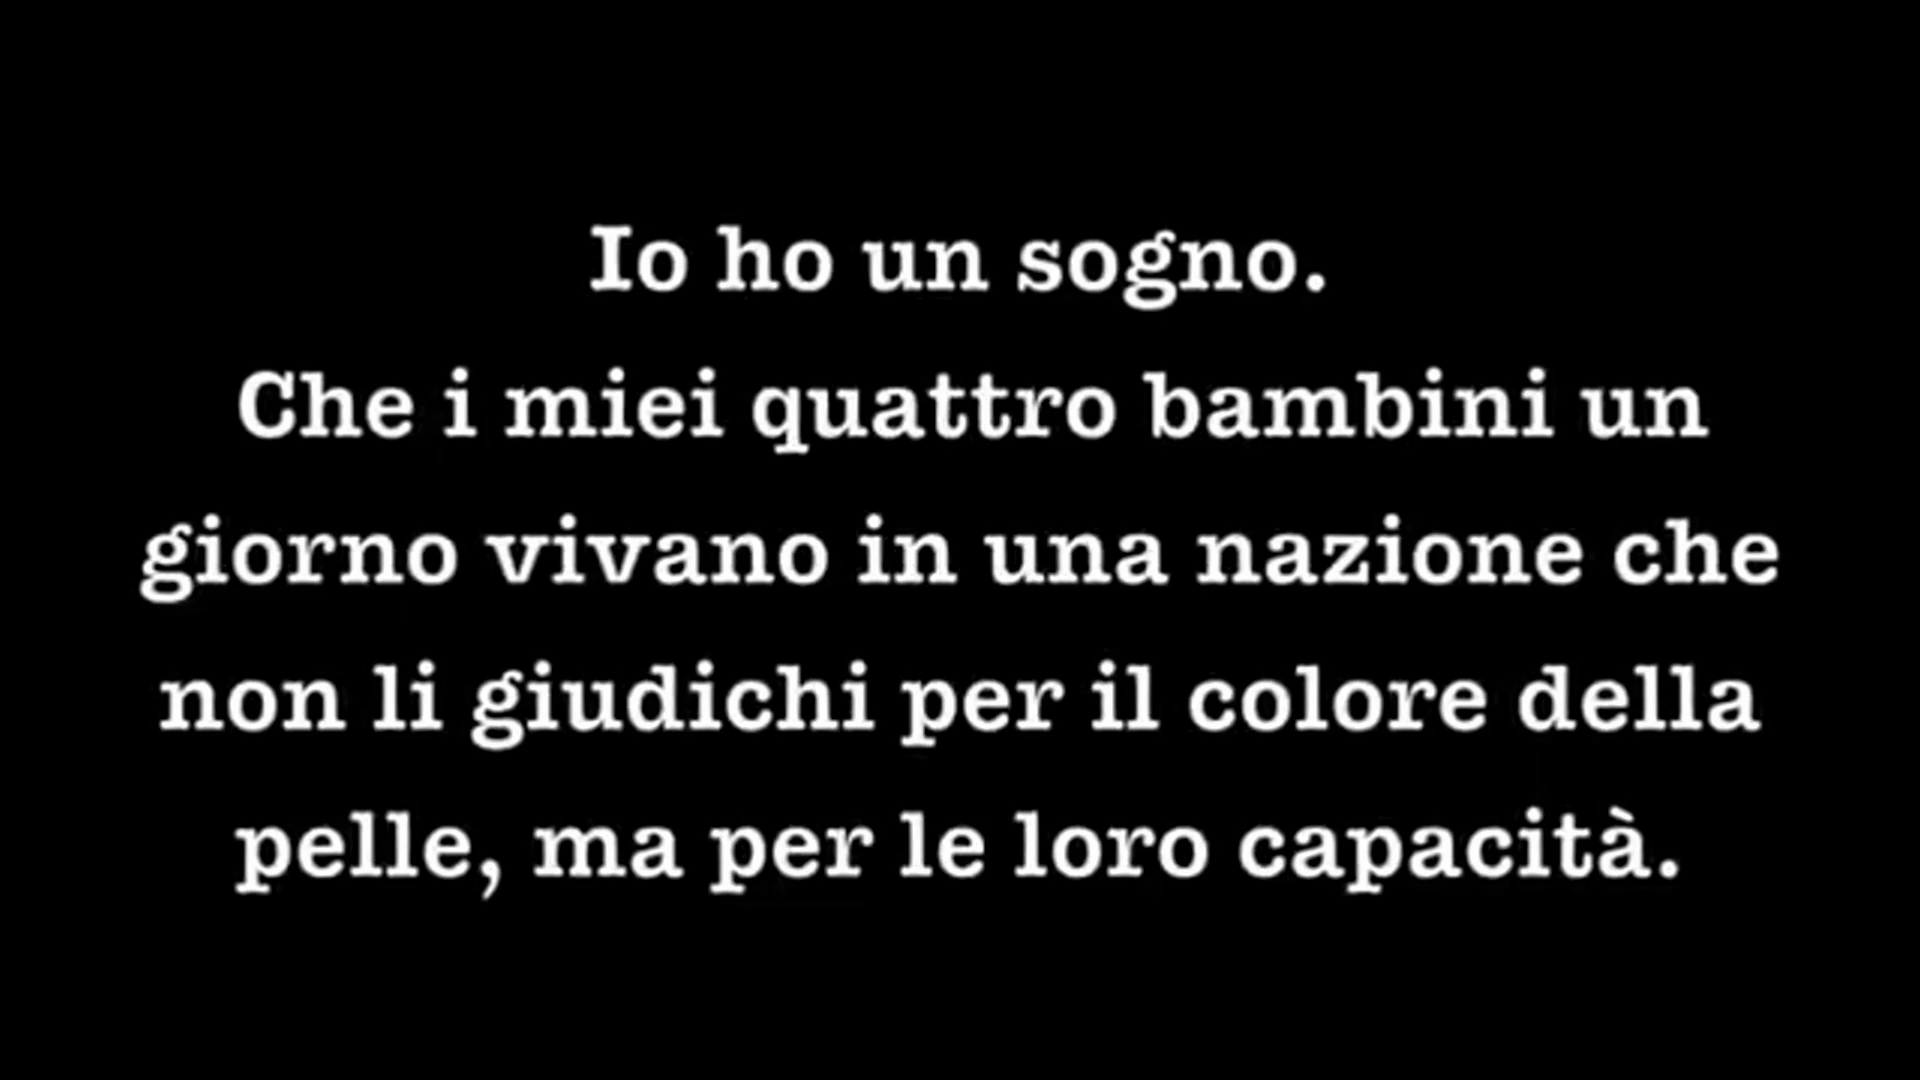 Io ho un sogno.
Che i miei quattro bambini un
giorno vivano in una nazione che
non li giudichi per il colore della
pelle, ma per le loro capacità.